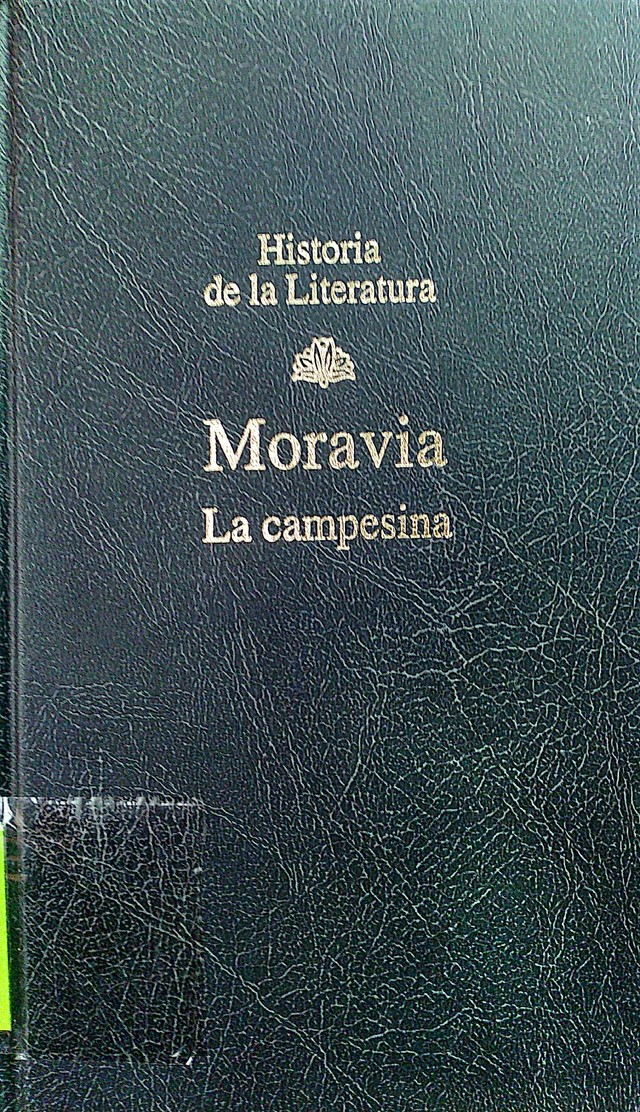 Historia
de la Literatura
Moravia
La campesina